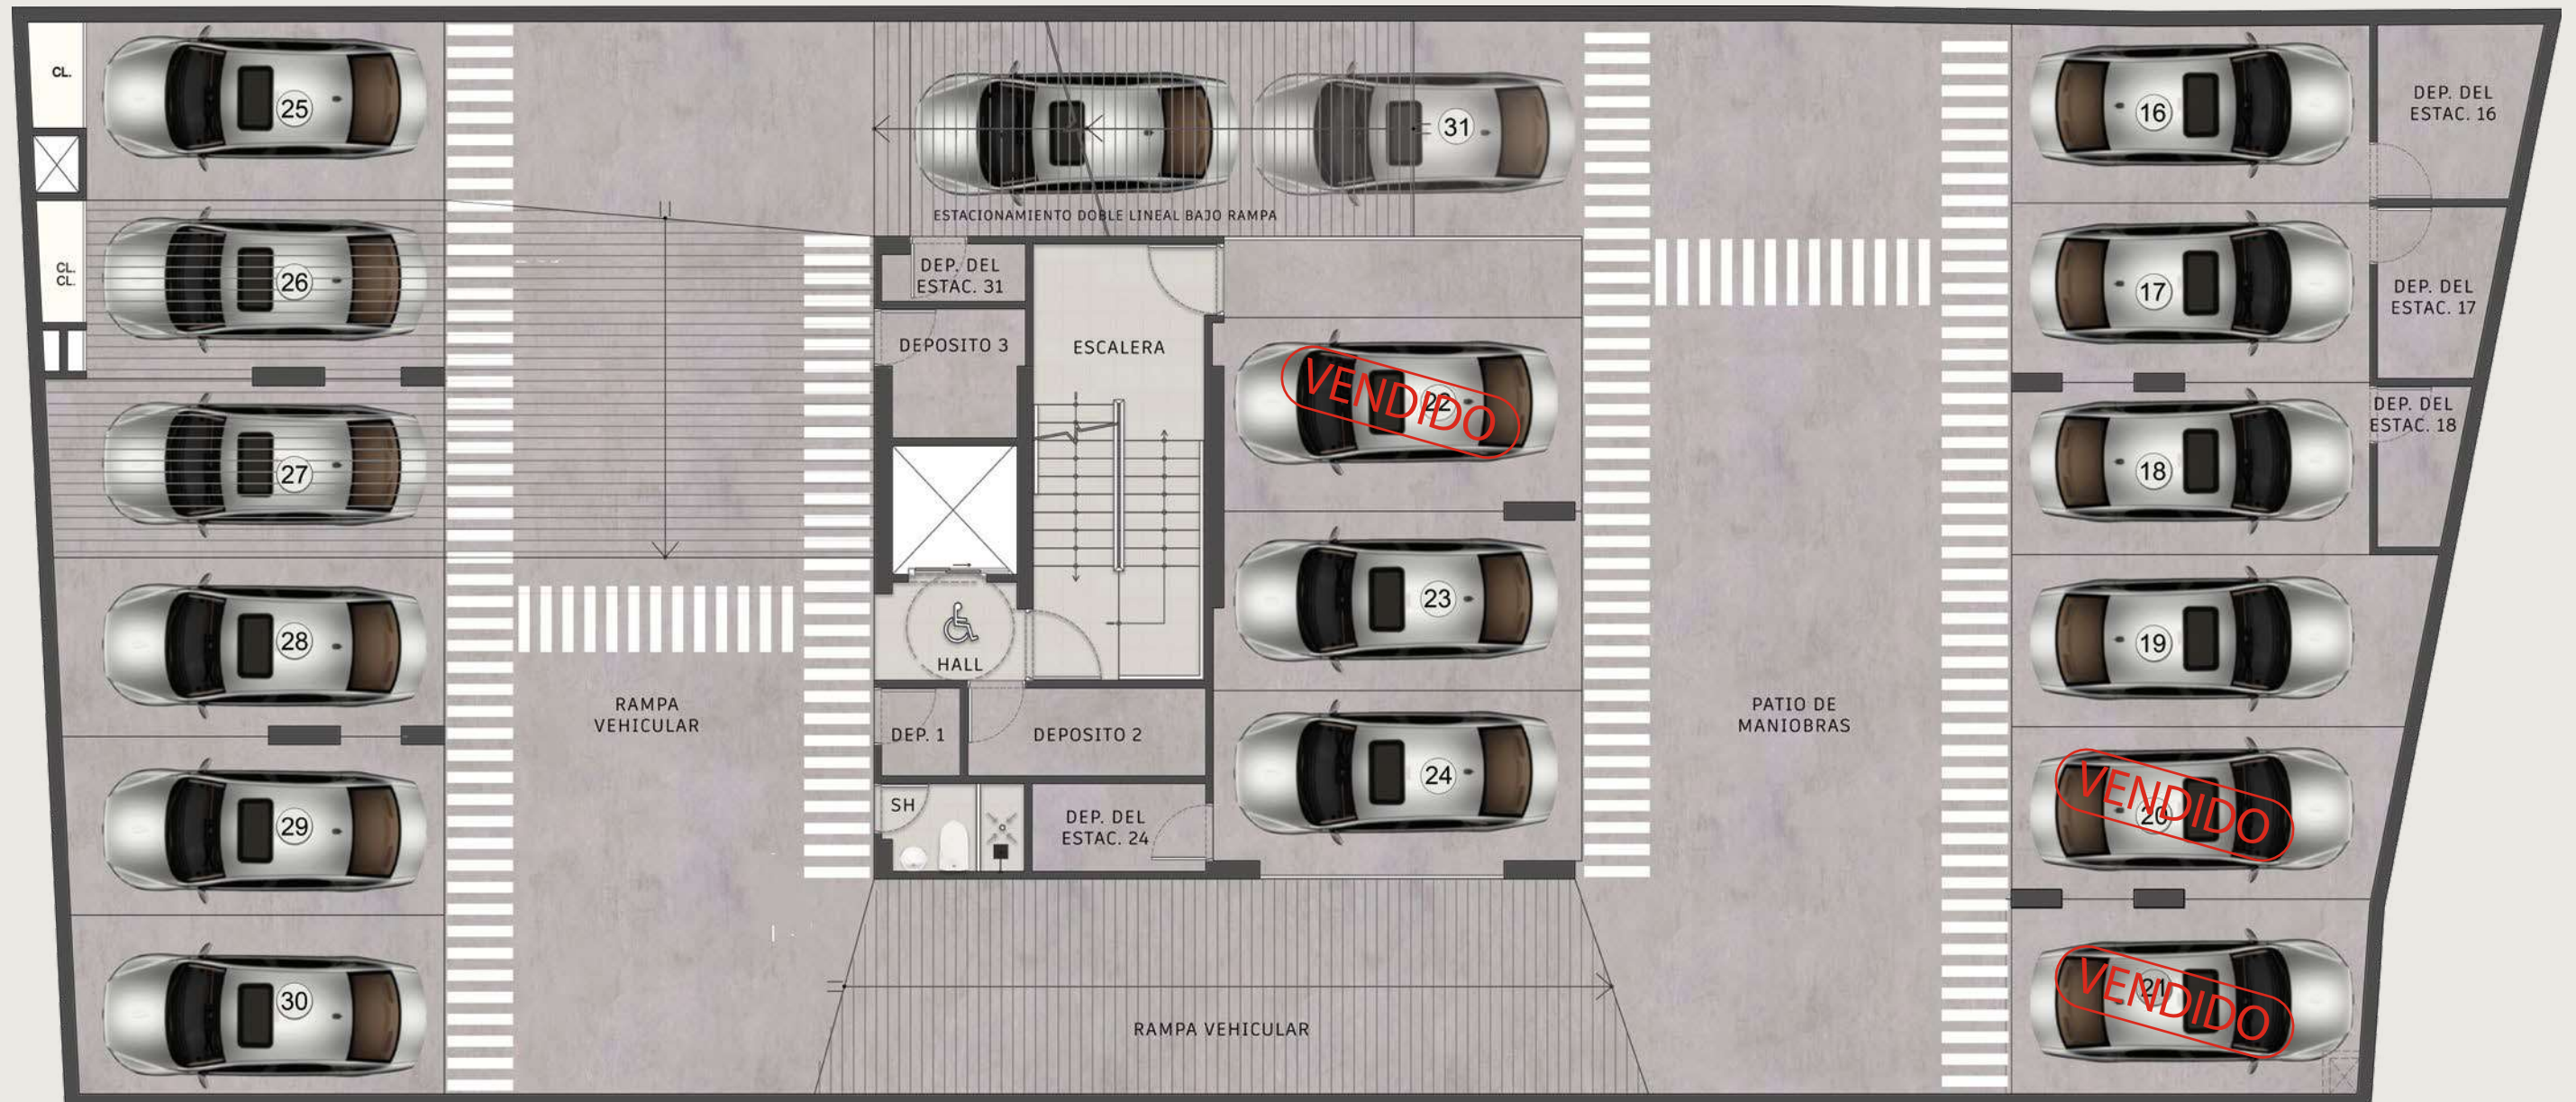 CL.
25
31
16
DEP. DEL
ESTAC. 16
ESTACIONAMIENTO DOBLE LINEAL BAJO RAMPA
CL.
CL.
26
DEP. DEL
ESTAC. 31
17
DEP. DEL
ESTAC. 17
DEPOSITO 3
ESCALERA
22
VENDIDO
DEP. DEL
ESTAC. 18
27
18
23
28
HALL
19
RAMPA
VEHICULAR
DEP. 1
DEPOSITO 2
24
PATIO DE
MANIOBRAS
SH
DEP. DEL
ESTAC. 24
29
20
VENDIDO
30
21
VENDIDO
RAMPA VEHICULAR